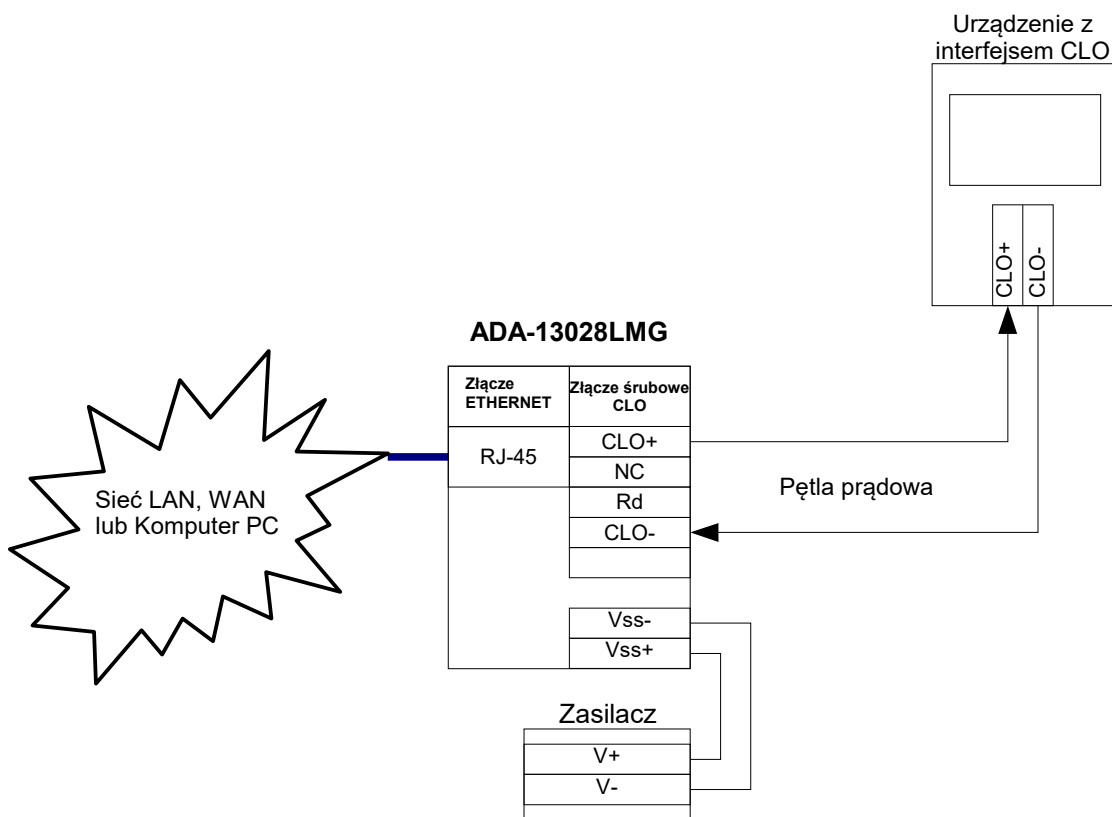 Urządzenie z
interfejsem CLO
CLO+
CLO-
ADA-13028LMG
Złącze
ETHERNET
Złącze śrubowe
CLO
RJ-45
CLO+
NC
Rd
CLO-
Pętla prądowa
Sieć LAN, WAN
lub Komputer PC
Vss-
Vss+
Zasilacz
V+
V-